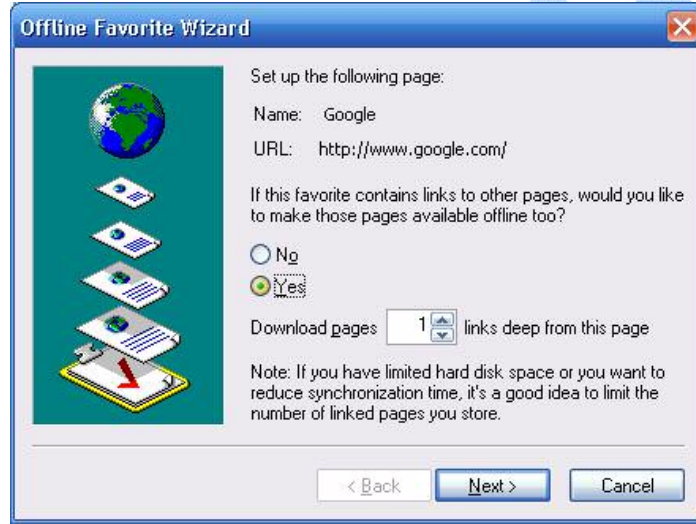 Offline Favorite Wizard
Set up the following page:
Name: Google
URL: http://www.google.com/
If this favorite contains links to other pages, would you like
to make those pages available offline too?
No
Yes
Download pages 1 links deep from this page
Note: If you have limited hard disk space or you want to
reduce synchronization time, it's a good idea to limit the
number of linked pages you store.
< Back Next > Cancel